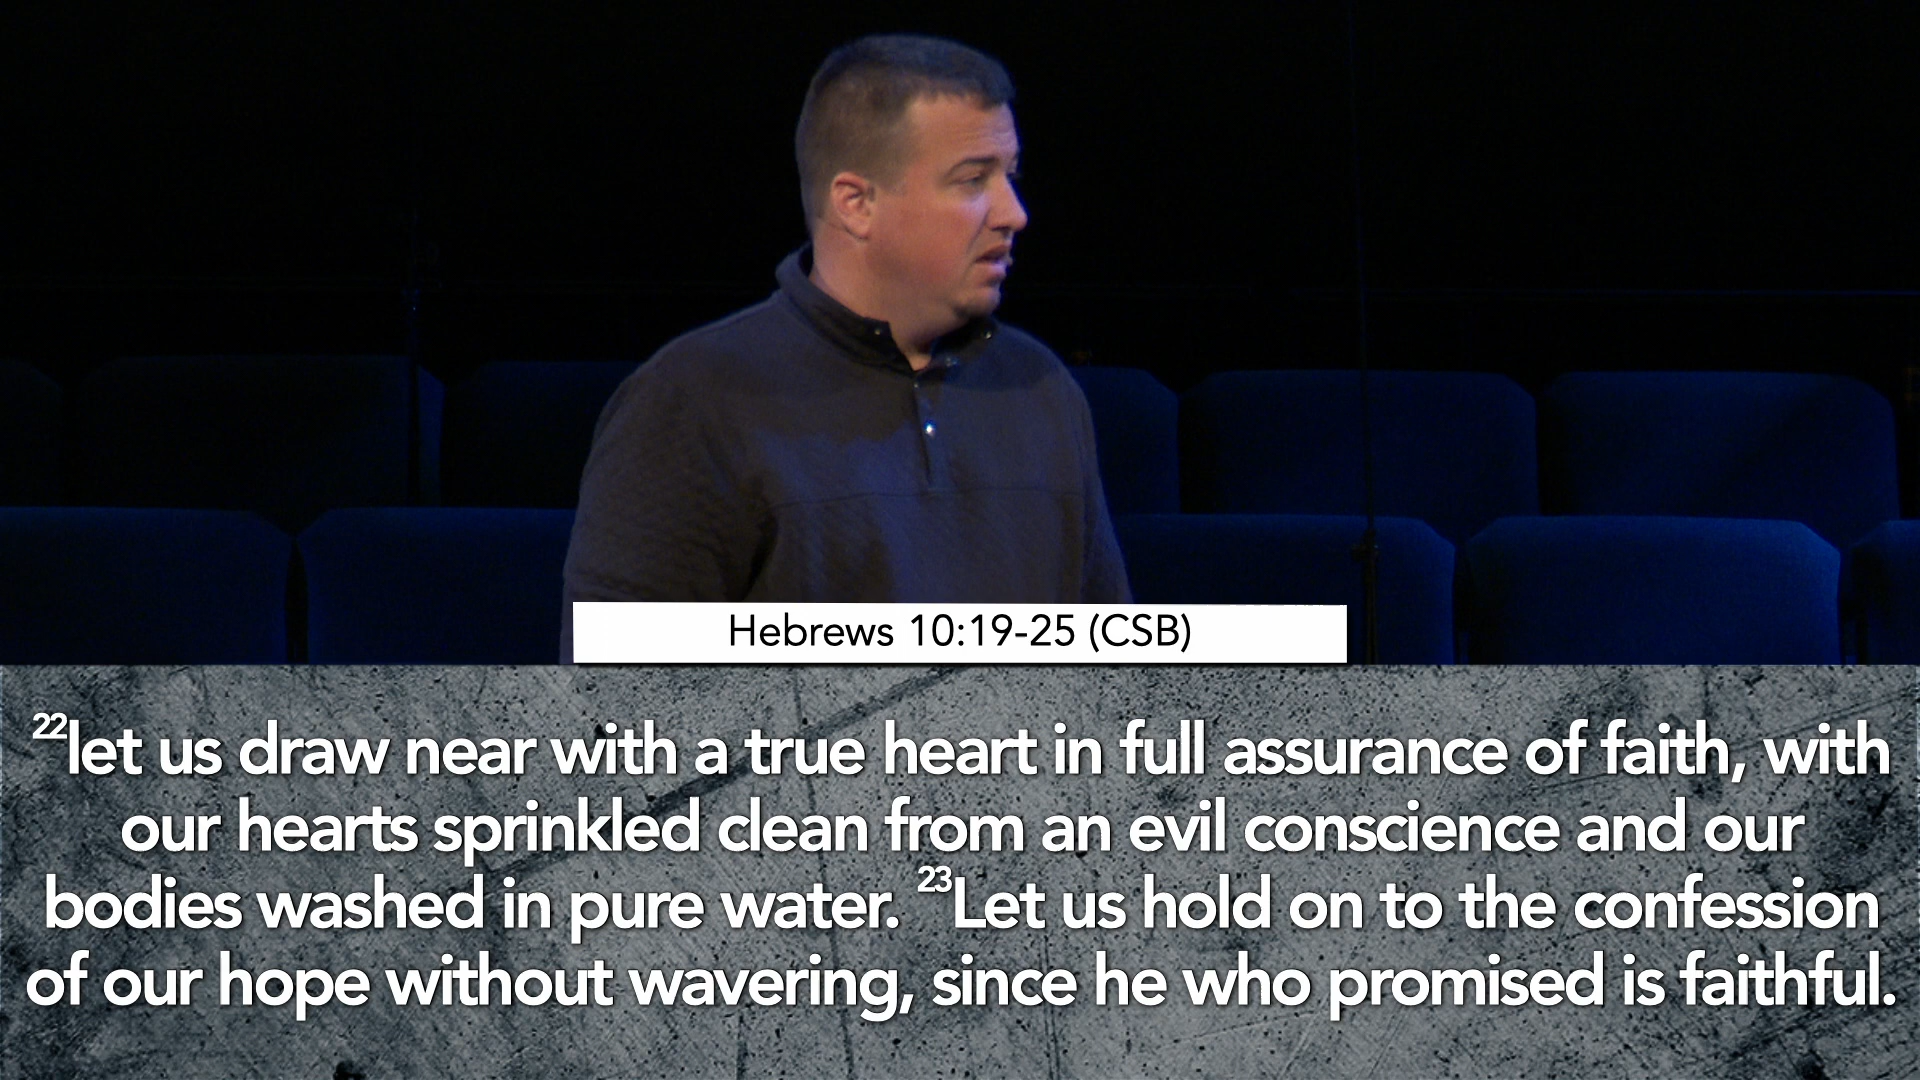 Hebrews 10:19-25 (CSB)
²²let us draw near with a true heart in full assurance of faith, with
our hearts sprinkled clean from an evil conscience and our
bodies washed in pure water. ²³Let us hold on to the confession
of our hope without wavering, since he who promised is faithful.